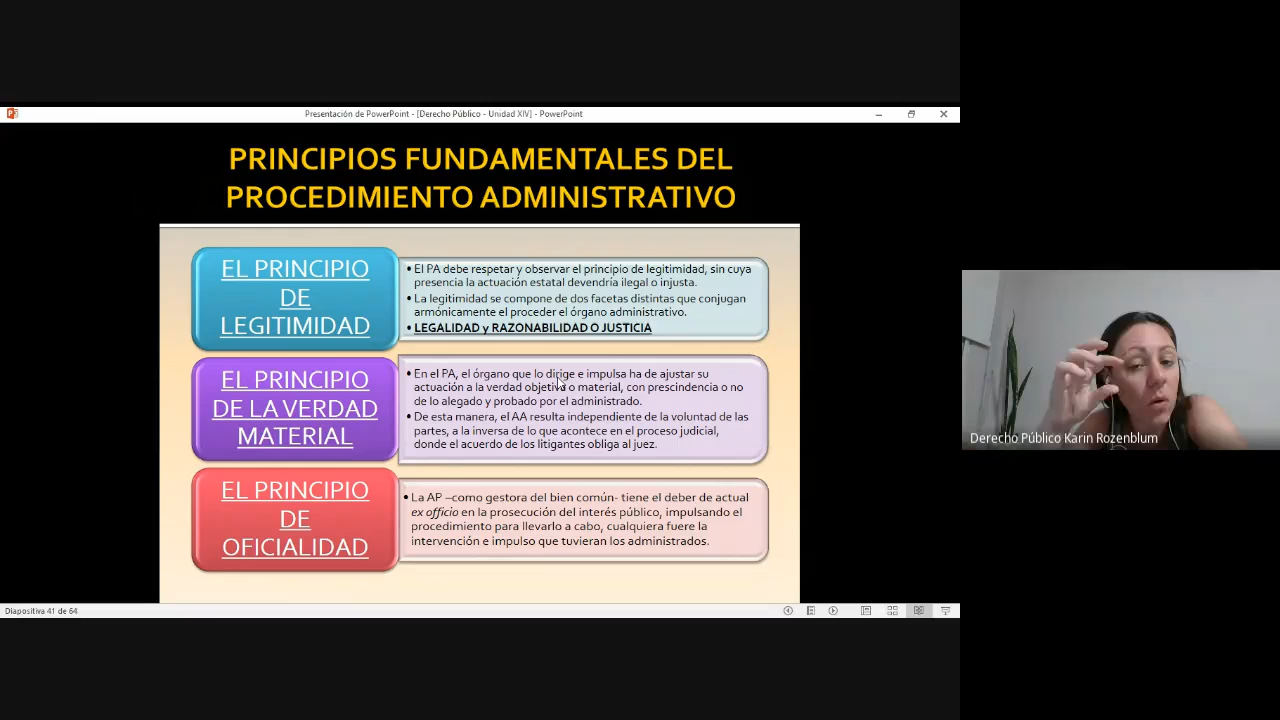 Presentación de PowerPoint - [Derecho Público - Unidad XIV] - PowerPoint
PRINCIPIOS FUNDAMENTALES DEL
PROCEDIMIENTO ADMINISTRATIVO
EL PRINCIPIO
DE
LEGITIMIDAD
• El PA debe respetar y observar el principio de legitimidad, sin cuya
presencia la actuación estatal devendría ilegal o injusta.
• La legitimidad se compone de dos facetas distintas que conjugan
armónicamente el proceder el órgano administrativo.
• LEGALIDAD y RAZONABILIDAD O JUSTICIA
EL PRINCIPIO
DE LA VERDAD
MATERIAL
• En el PA, el órgano que lo dirige e impulsa ha de ajustar su
actuación a la verdad objetiva o material, con prescindencia o no
de lo alegado y probado por el administrado.
• De esta manera, el AA resulta independiente de la voluntad de las
partes, a la inversa de lo que acontece en el proceso judicial,
donde el acuerdo de los litigantes obliga al juez.
EL PRINCIPIO
DE
OFICIALIDAD
• La AP –como gestora del bien común- tiene el deber de actual
ex officio en la prosecución del interés público, impulsando el
procedimiento para llevarlo a cabo, cualquiera fuere la
intervención e impulso que tuvieran los administrados.
Derecho Público Karin Rozenblum
Diapositiva 41 de 64